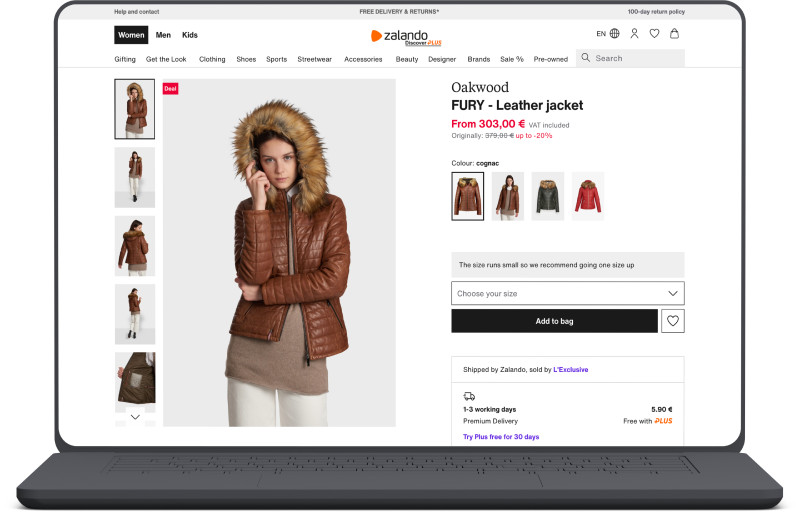 Help and contact
FREE DELIVERY & RETURNS*
100-day return policy
Women Men Kids
zalando
Discover PLUS
EN
Gifting Get the Look Clothing Shoes Sports Streetwear Accessories Beauty Designer Brands Sale % Pre-owned Search
Deal
Oakwood
FURY - Leather jacket
From 303,00 € VAT included
Originally: 379,00 € up to -20%
Colour: cognac
The size runs small so we recommend going one size up
Choose your size
Add to bag
Shipped by Zalando, sold by L'Exclusive
1-3 working days 5.90 €
Premium Delivery Free with PLUS
Try Plus free for 30 days